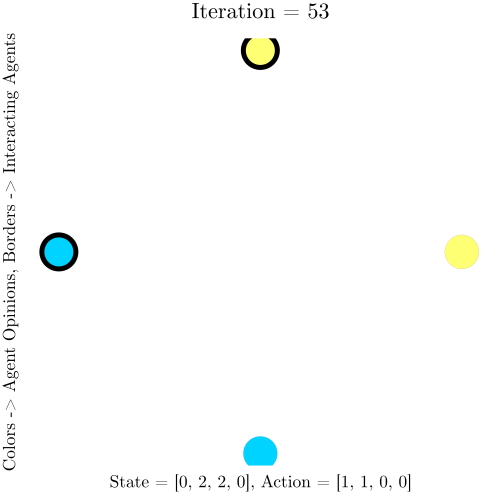 Iteration = 53
Colors -> Agent Opinions, Borders -> Interacting Agents
State = [0, 2, 2, 0], Action = [1, 1, 0, 0]